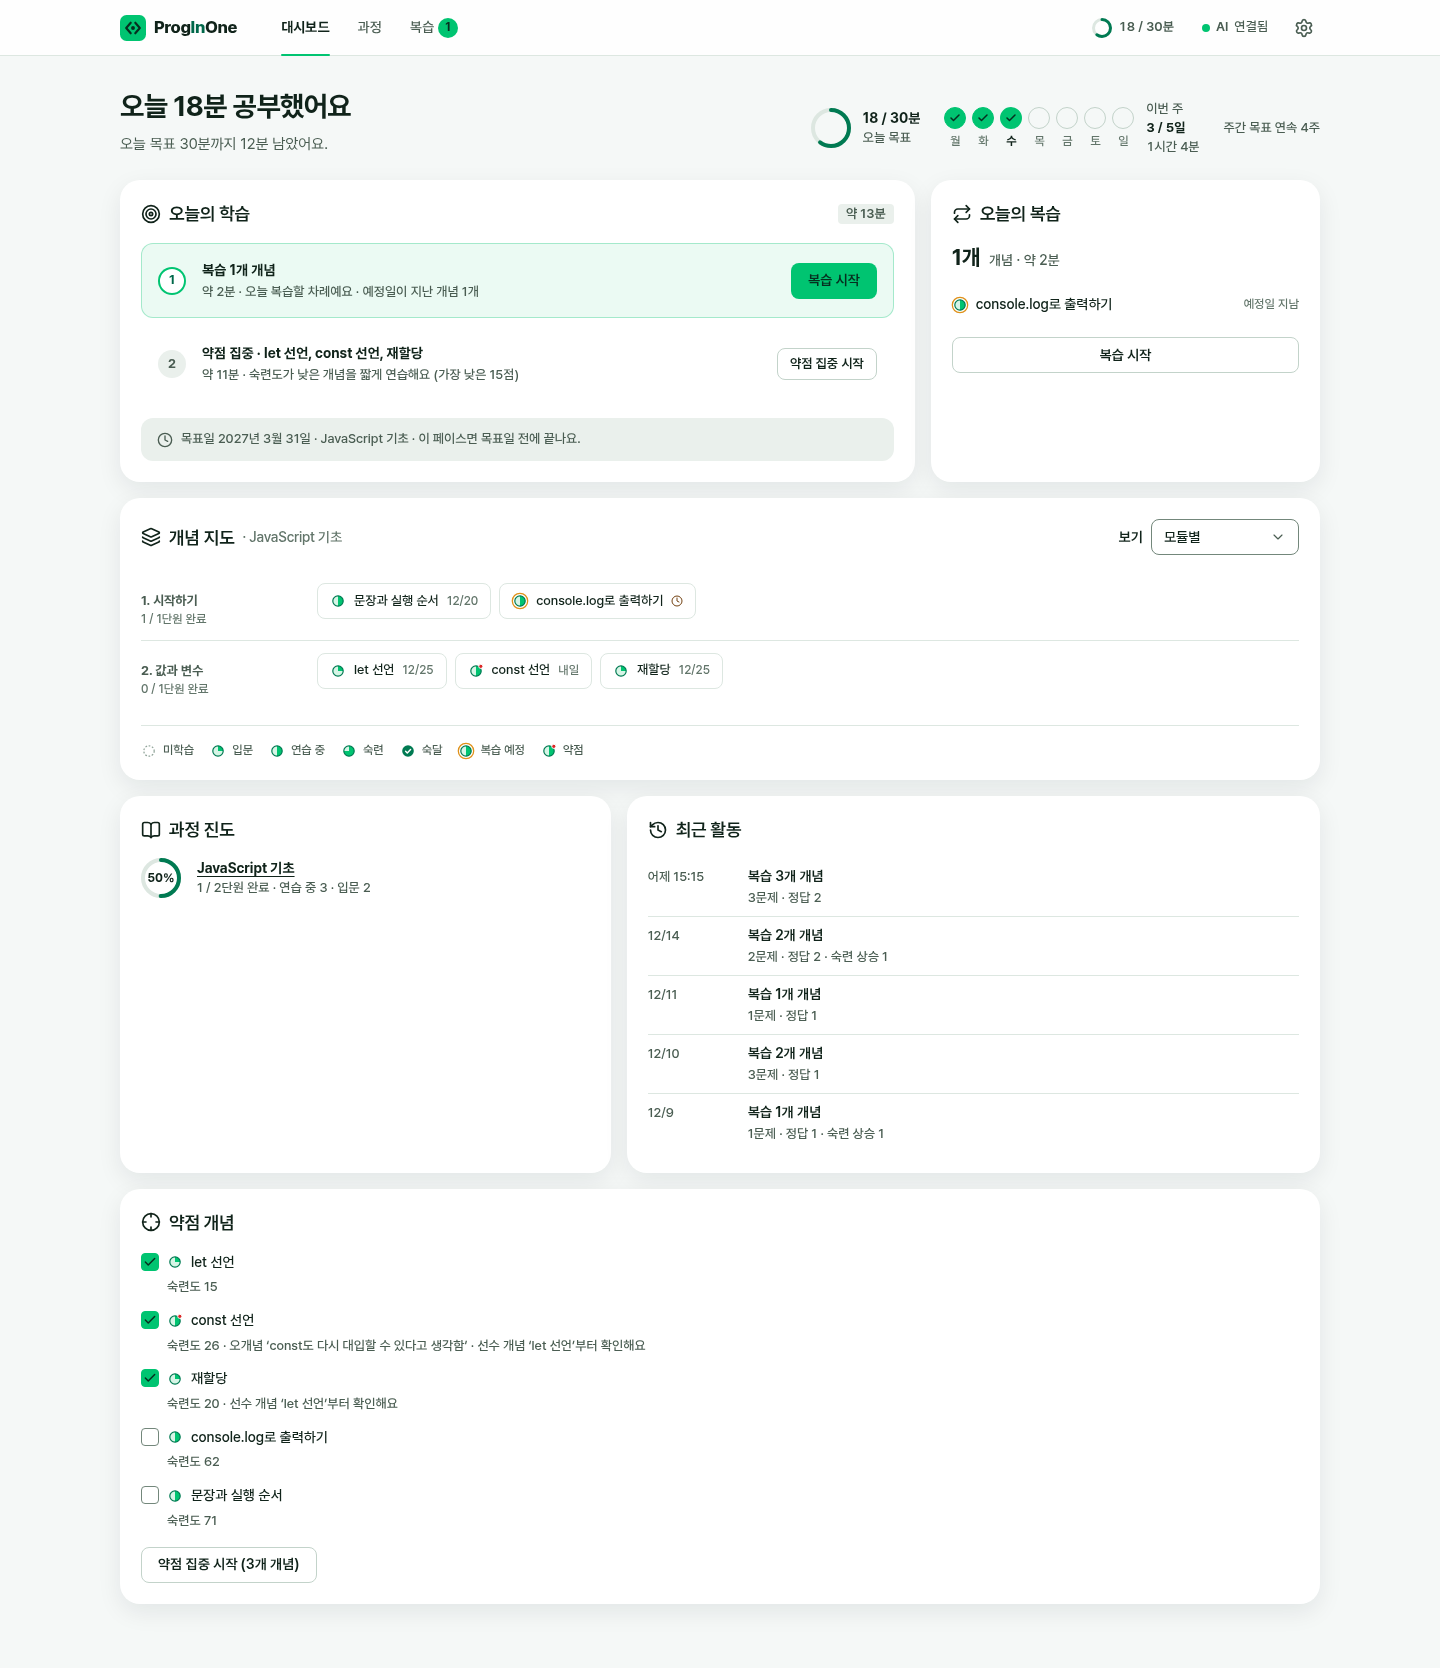 ProgInOne
대시보드
과정
복습 1
18 / 30분
AI 연결됨
오늘 18분 공부했어요
오늘 목표 30분까지 12분 남았어요.
18 / 30분
오늘 목표
월 화 수 목 금 토 일
이번 주
3 / 5일
1시간 4분
주간 목표 연속 4주
오늘의 학습
약 13분
1
복습 1개 개념
약 2분 · 오늘 복습할 차례예요 · 예정일이 지난 개념 1개
복습 시작
2
약점 집중 · let 선언, const 선언, 재할당
약 11분 · 숙련도가 낮은 개념을 짧게 연습해요 (가장 낮은 15점)
약점 집중 시작
목표일 2027년 3월 31일 · JavaScript 기초 · 이 페이스면 목표일 전에 끝나요.
오늘의 복습
1개 개념 · 약 2분
console.log로 출력하기
예정일 지남
복습 시작
개념 지도 · JavaScript 기초
보기
모듈별
1. 시작하기
1 / 1단원 완료
문장과 실행 순서 12/20
console.log로 출력하기
2. 값과 변수
0 / 1단원 완료
let 선언 12/25
const 선언 내일
재할당 12/25
미학습 입문 연습 중 숙련 숙달 복습 예정 약점
과정 진도
50%
JavaScript 기초
1 / 2단원 완료 · 연습 중 3 · 입문 2
최근 활동
어제 15:15
복습 3개 개념
3문제 · 정답 2
12/14
복습 2개 개념
2문제 · 정답 2 · 숙련 상승 1
12/11
복습 1개 개념
1문제 · 정답 1
12/10
복습 2개 개념
3문제 · 정답 1
12/9
복습 1개 개념
1문제 · 정답 1 · 숙련 상승 1
약점 개념
let 선언
숙련도 15
const 선언
숙련도 26 · 오개념 ‘const도 다시 대입할 수 있다고 생각함’ · 선수 개념 ‘let 선언’부터 확인해요
재할당
숙련도 20 · 선수 개념 ‘let 선언’부터 확인해요
console.log로 출력하기
숙련도 62
문장과 실행 순서
숙련도 71
약점 집중 시작 (3개 개념)